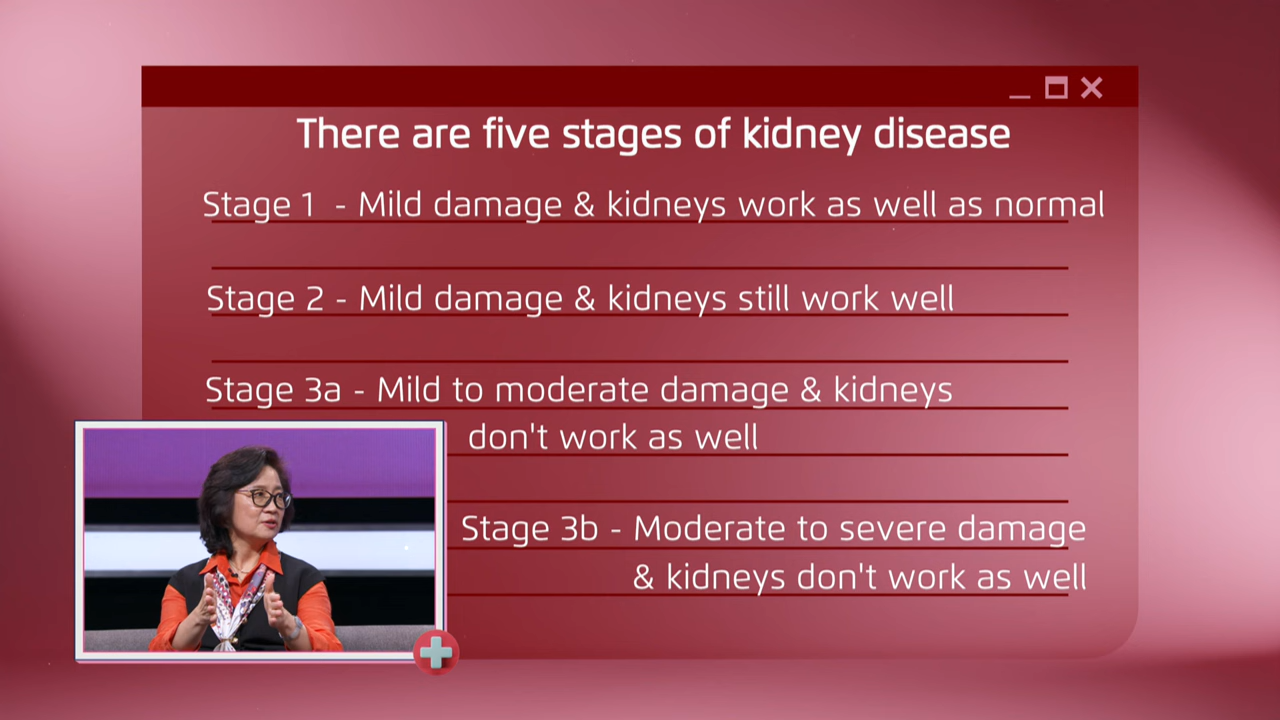 There are five stages of kidney disease
Stage 1 - Mild damage & kidneys work as well as normal
Stage 2 - Mild damage & kidneys still work well
Stage 3a - Mild to moderate damage & kidneys
don't work as well
Stage 3b - Moderate to severe damage
& kidneys don't work as well